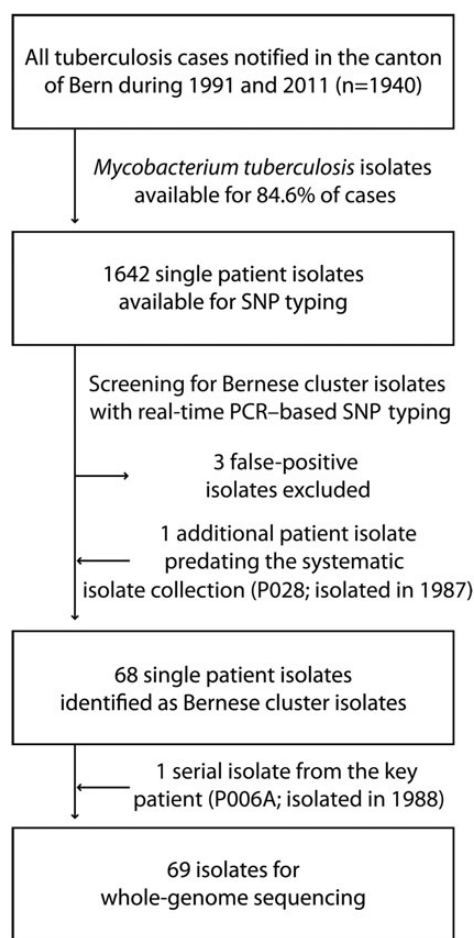 All tuberculosis cases notified in the canton
of Bern during 1991 and 2011 (n=1940)
Mycobacterium tuberculosis isolates
available for 84.6% of cases
1642 single patient isolates
available for SNP typing
Screening for Bernese cluster isolates
with real-time PCR–based SNP typing
3 false-positive
isolates excluded
1 additional patient isolate
predating the systematic
isolate collection (P028; isolated in 1987)
68 single patient isolates
identified as Bernese cluster isolates
1 serial isolate from the key
patient (P006A; isolated in 1988)
69 isolates for
whole-genome sequencing